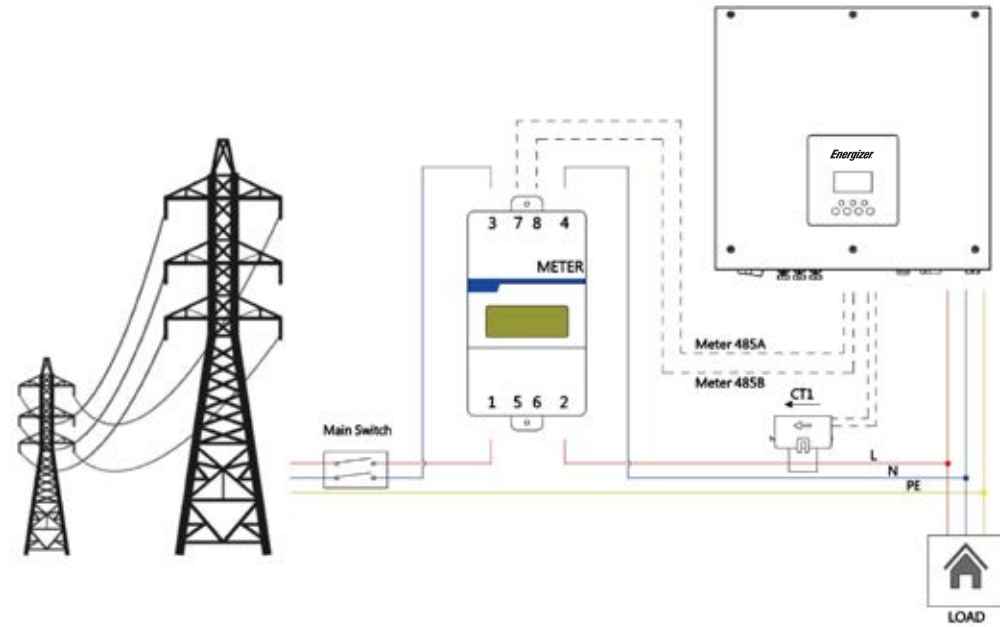 Energizer
3 7 8 4
METER
Meter 485A
Meter 485B
CT1
1 5 6 2
Main Switch
L
N
PE
LOAD